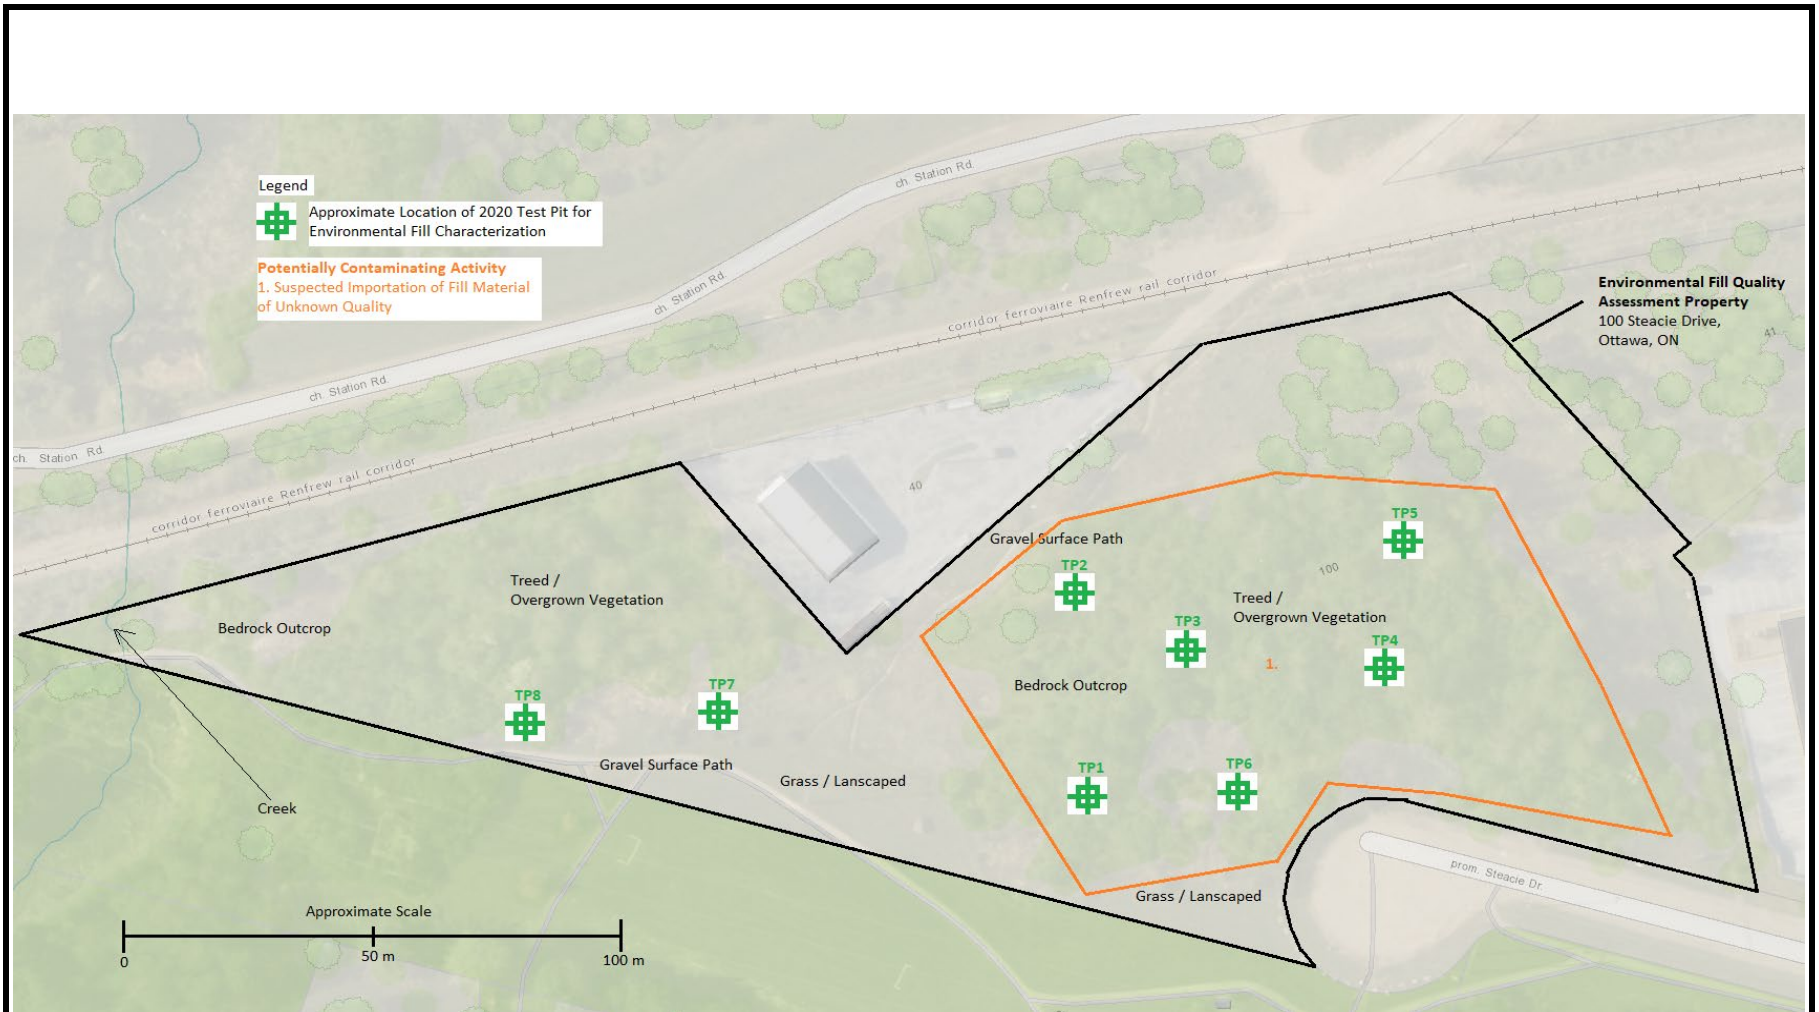 ch Station Rd.
Legend
Approximate Location of 2020 Test Pit for
Environmental Fill Characterization
Potentially Contaminating Activity
1. Suspected Importation of Fill Material
of Unknown Quality
ch. Station Rd.
corridor ferroviaire Renfrew rail corridor
Environmental Fill Quality
Assessment Property
100 Steacie Drive,
Ottawa, ON
41
ch. Station Rd.
ch. Station Rd.
corridor ferroviaire Renfrew rail corridor
40
TP5
Gravel Surface Path
TP2
100
Treed /
Overgrown Vegetation
Treed /
Overgrown Vegetation
TP3
Bedrock Outcrop
TP4
1.
Bedrock Outcrop
TP7
TP8
Gravel Surface Path
TP1
TP6
Grass / Lanscaped
Creek
prom. Steacie Dr.
Grass / Lanscaped
Approximate Scale
0
50 m
100 m